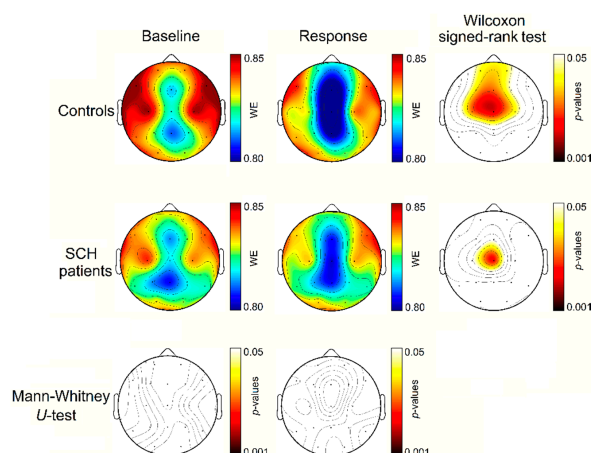 Baseline
Response
Wilcoxon
signed-rank test
Controls
0.85
WE
0.80
0.85
WE
0.80
0.05
p-values
0.001
SCH
patients
0.85
WE
0.80
0.85
WE
0.80
0.05
p-values
0.001
Mann-Whitney
U-test
0.05
p-values
0.001
0.05
p-values
0.001